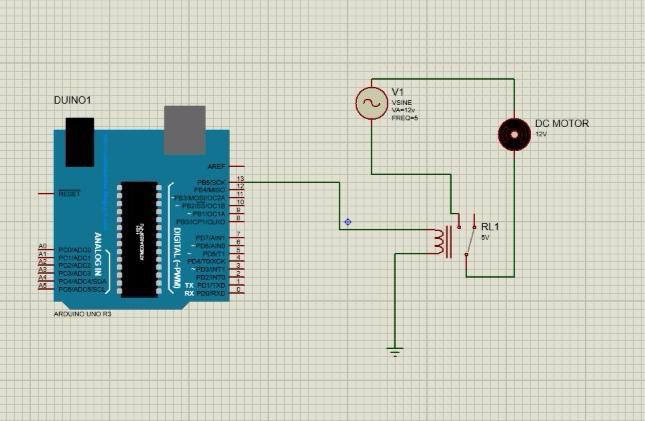 DUINO1
V1
VSINE
VA=12v
FREQ=5
DC MOTOR
12V
AREF
RESET
PB5/SCK 13
PB4/MISO 12
~PB3/MOSI/OC2A 11
~PB2/SS/OC1B 10
~PB1/OC1A 9
PB0/ICP1/CLKO 8
PD7/AIN1 7
~PD6/AIN0 6
~PD5/T1 5
PD4/T0/XCK 4
~PD3/INT1 3
PD2/INT0 2
TX PD1/TXD 1
RX PD0/RXD 0
DIGITAL (~PWM)
ANALOG IN
A0 PC0/ADC0
A1 PC1/ADC1
A2 PC2/ADC2
A3 PC3/ADC3
A4 PC4/ADC4/SDA
A5 PC5/ADC5/SCL
RL1
5V
ARDUINO UNO R3